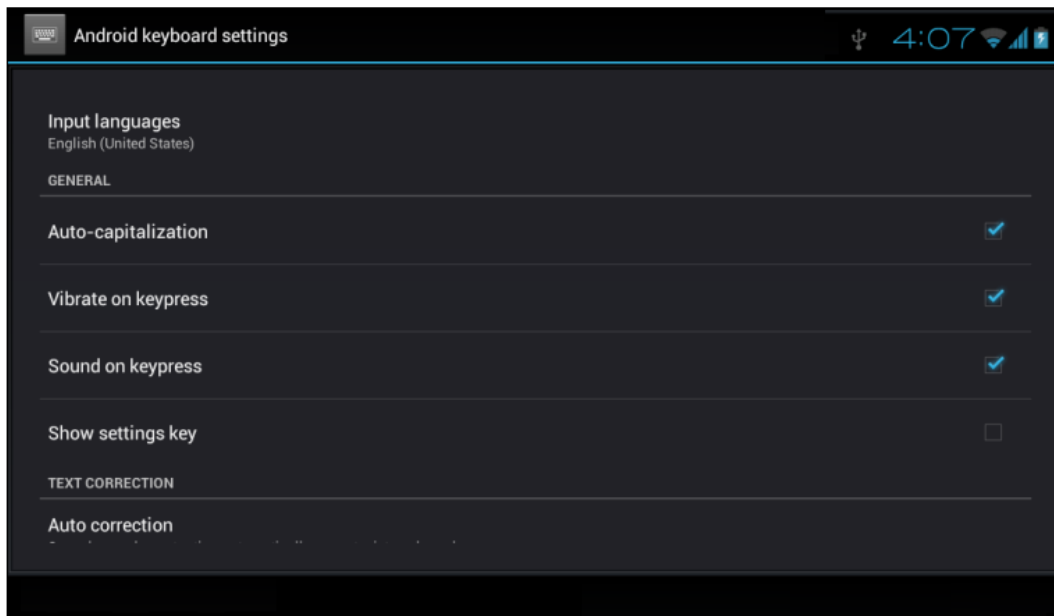 Android keyboard settings
4:07
Input languages
English (United States)
GENERAL
Auto-capitalization
Vibrate on keypress
Sound on keypress
Show settings key
TEXT CORRECTION
Auto correction